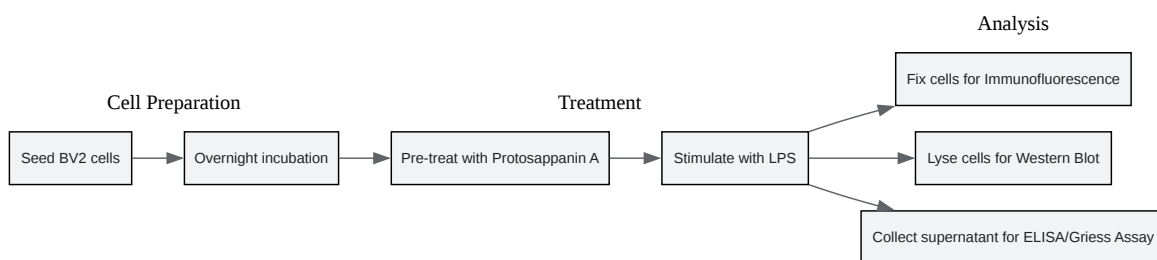 Cell Preparation
Seed BV2 cells
Overnight incubation
Treatment
Pre-treat with Protosappanin A
Stimulate with LPS
Analysis
Fix cells for Immunofluorescence
Lyse cells for Western Blot
Collect supernatant for ELISA/Griess Assay